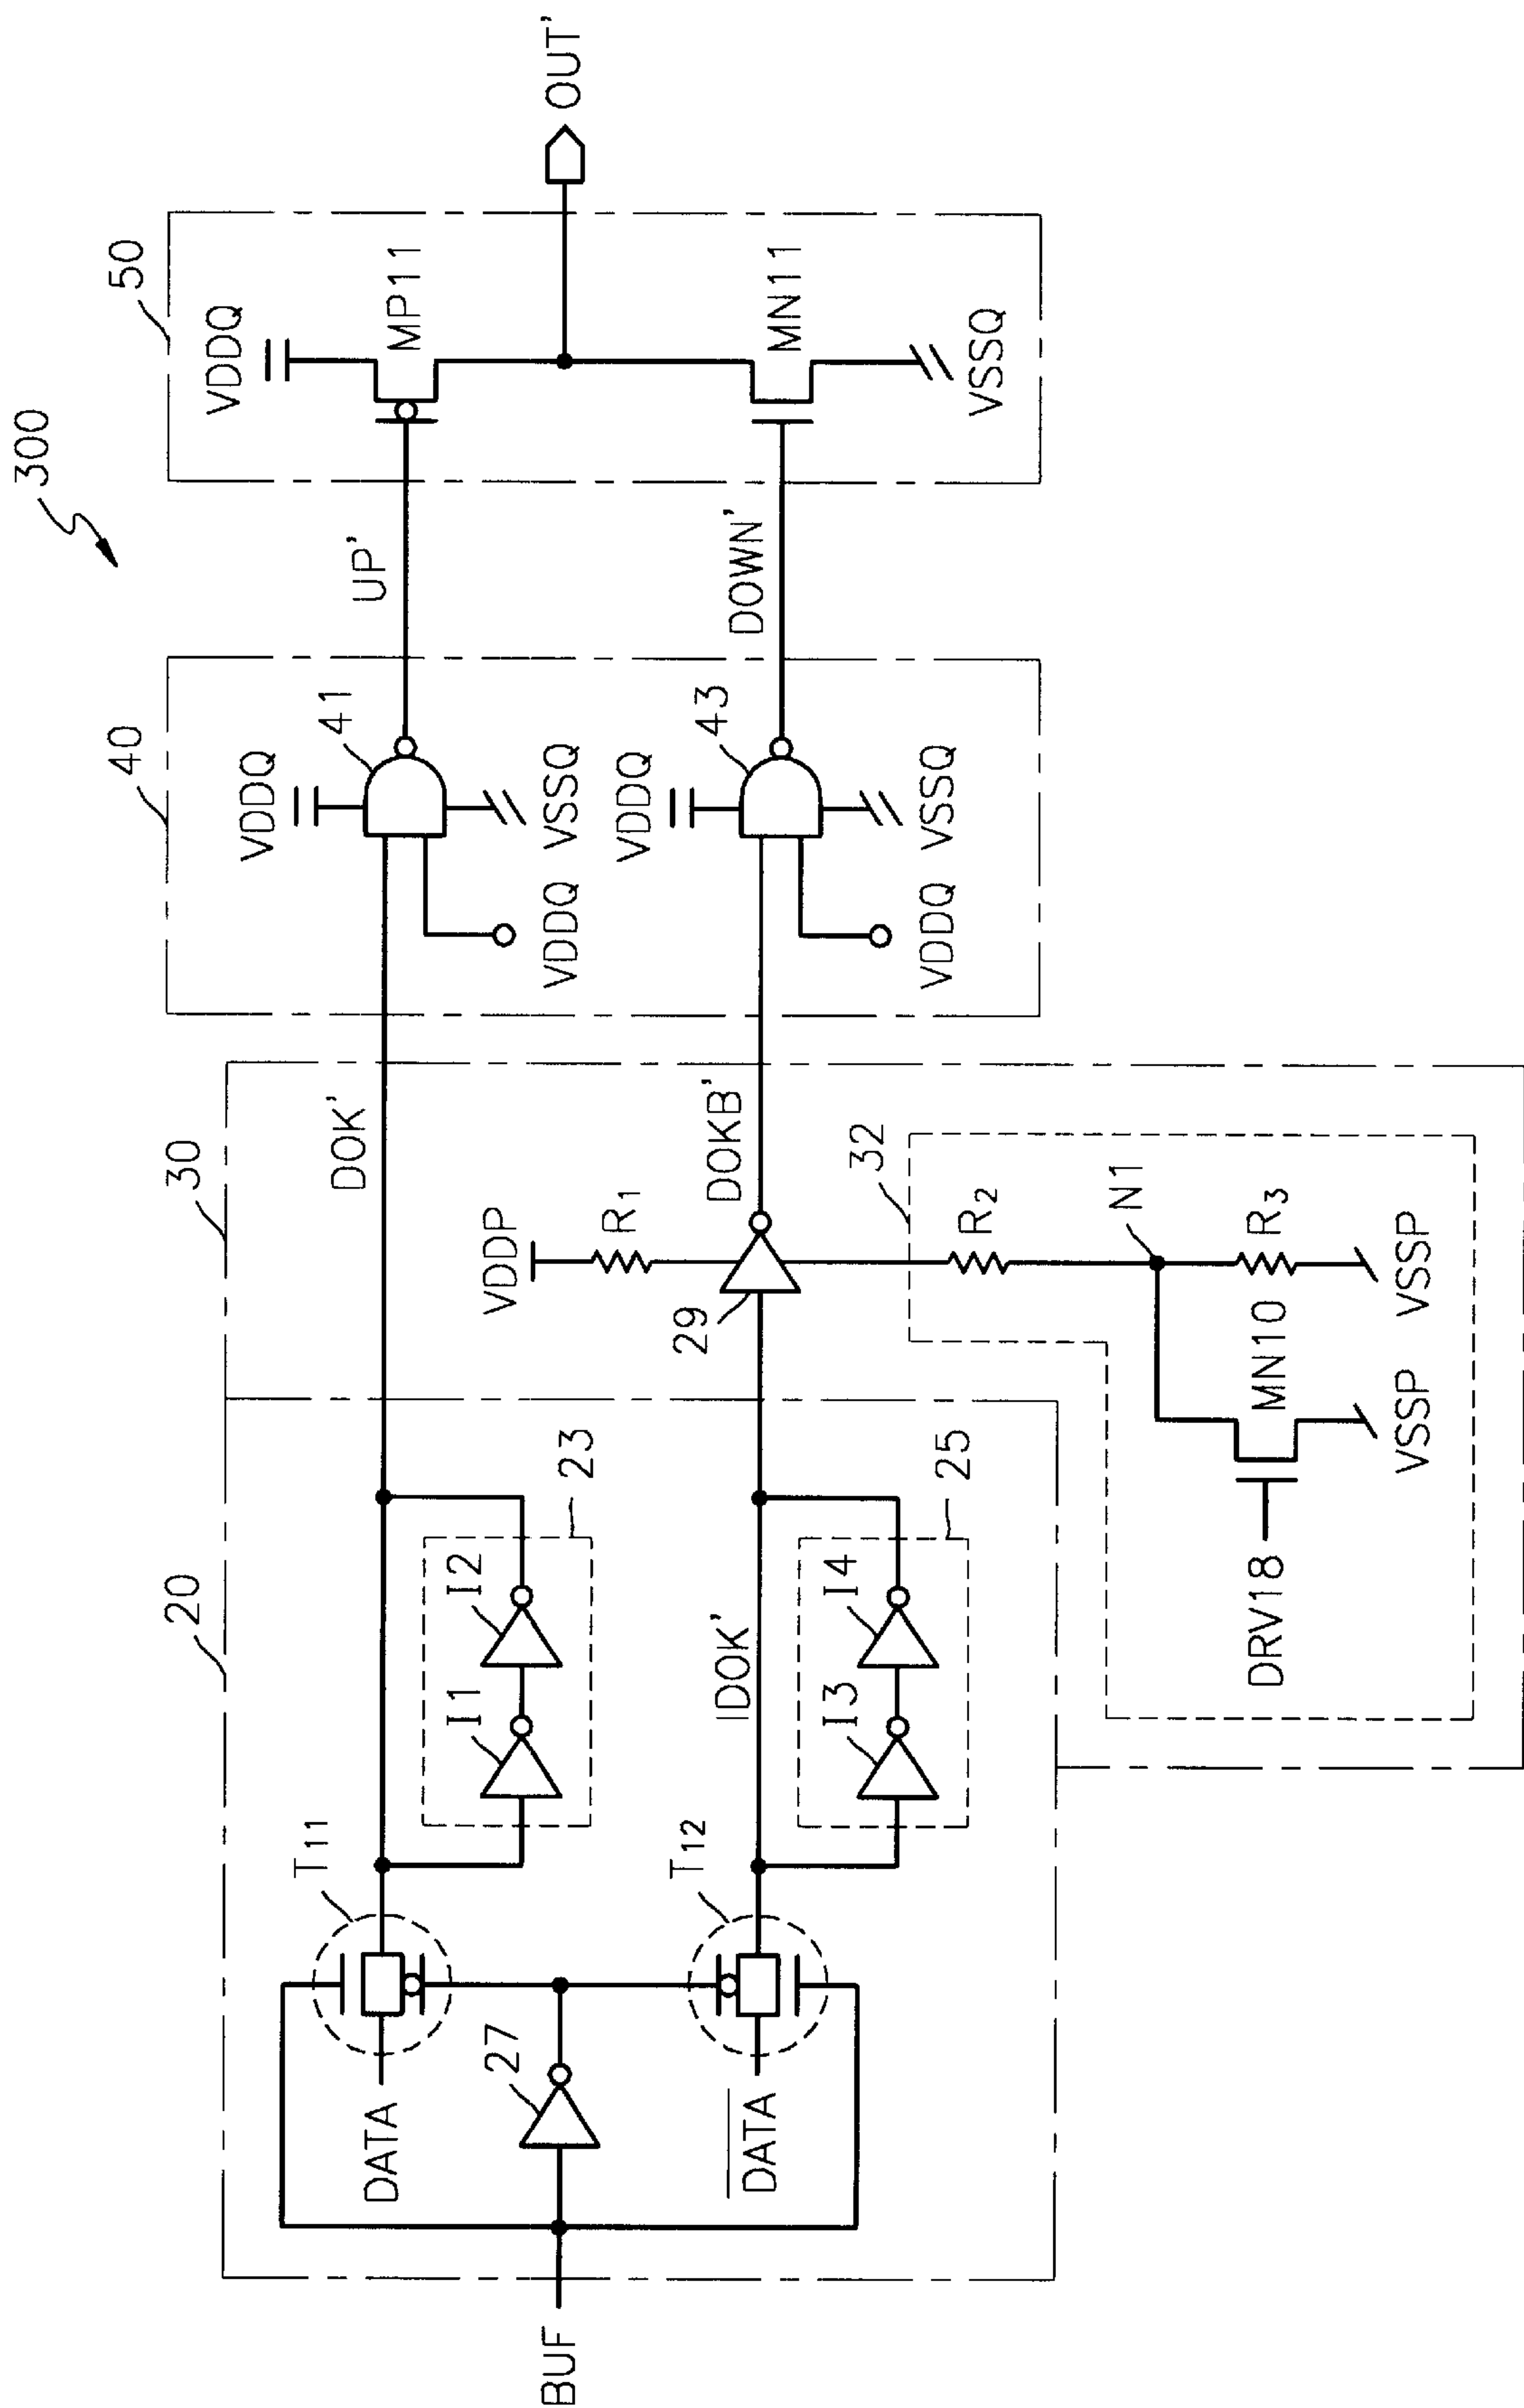 300
20
30
40
50
T11
T12
DATA
DATA
BUF
27
I1
I2
23
IDOK'
I3
I4
25
DOK'
VDDP
R1
29
DOKB'
32
R2
N1
R3
VSSP
MN10
VSSP
DRV18
VDDQ
41
VSSQ
VDDQ
UP'
VDDQ
43
VSSQ
VDDQ
DOWN'
VDDQ
MP11
MN11
VSSQ
OUT'